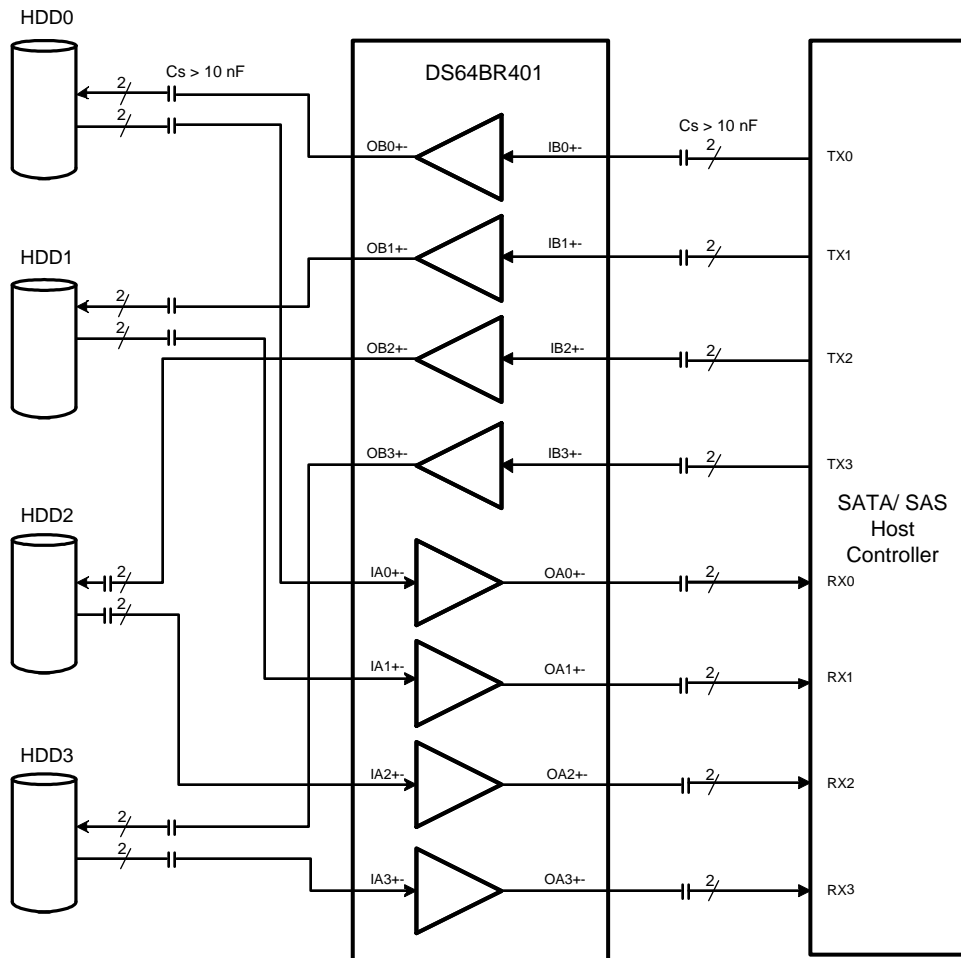 HDD0
2
Cs > 10 nF
2
DS64BR401
Cs > 10 nF
OB0+-
IB0+-
2
TX0
HDD1
OB1+-
IB1+-
2
TX1
2
2
OB2+-
IB2+-
2
TX2
OB3+-
IB3+-
2
TX3
SATA/ SAS
Host
Controller
HDD2
2
2
IA0+-
OA0+-
2
RX0
IA1+-
OA1+-
2
RX1
HDD3
IA2+-
OA2+-
2
RX2
2
2
IA3+-
OA3+-
2
RX3